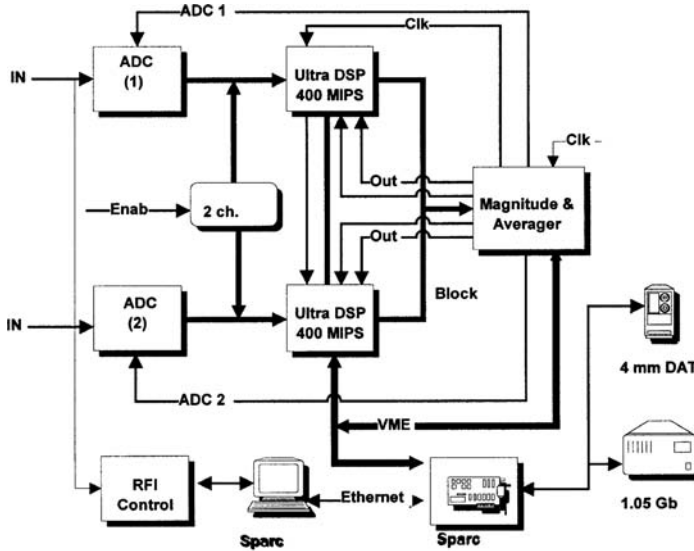 ADC 1
Clk
IN
ADC
(1)
Ultra DSP
400 MIPS
Clk
Out
Magnitude &
Averager
Enab
2 ch.
Out
Block
IN
ADC
(2)
Ultra DSP
400 MIPS
4 mm DAT
ADC 2
VME
RFI
Control
Ethernet
1.05 Gb
Sparc
Sparc